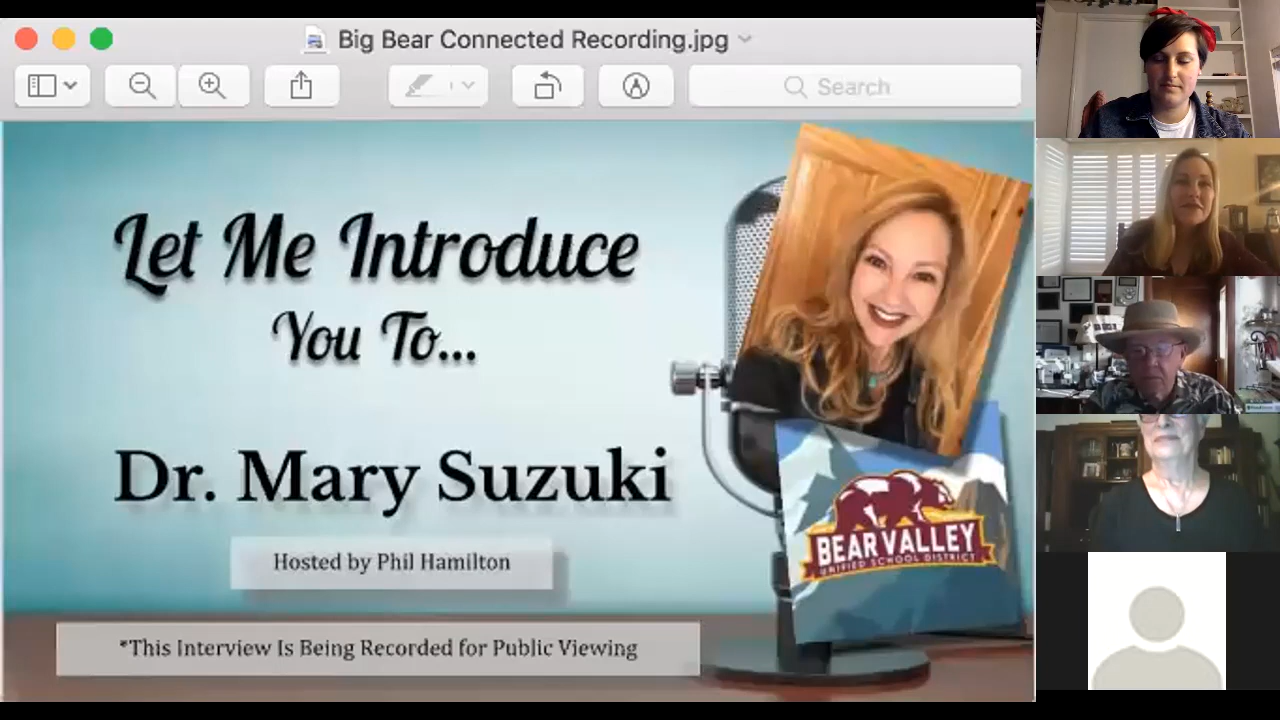 Big Bear Connected Recording.jpg
Search
Let Me Introduce
You To...
Dr. Mary Suzuki
BEAR VALLEY
UNIFIED SCHOOL DISTRICT
Hosted by Phil Hamilton
*This Interview Is Being Recorded for Public Viewing